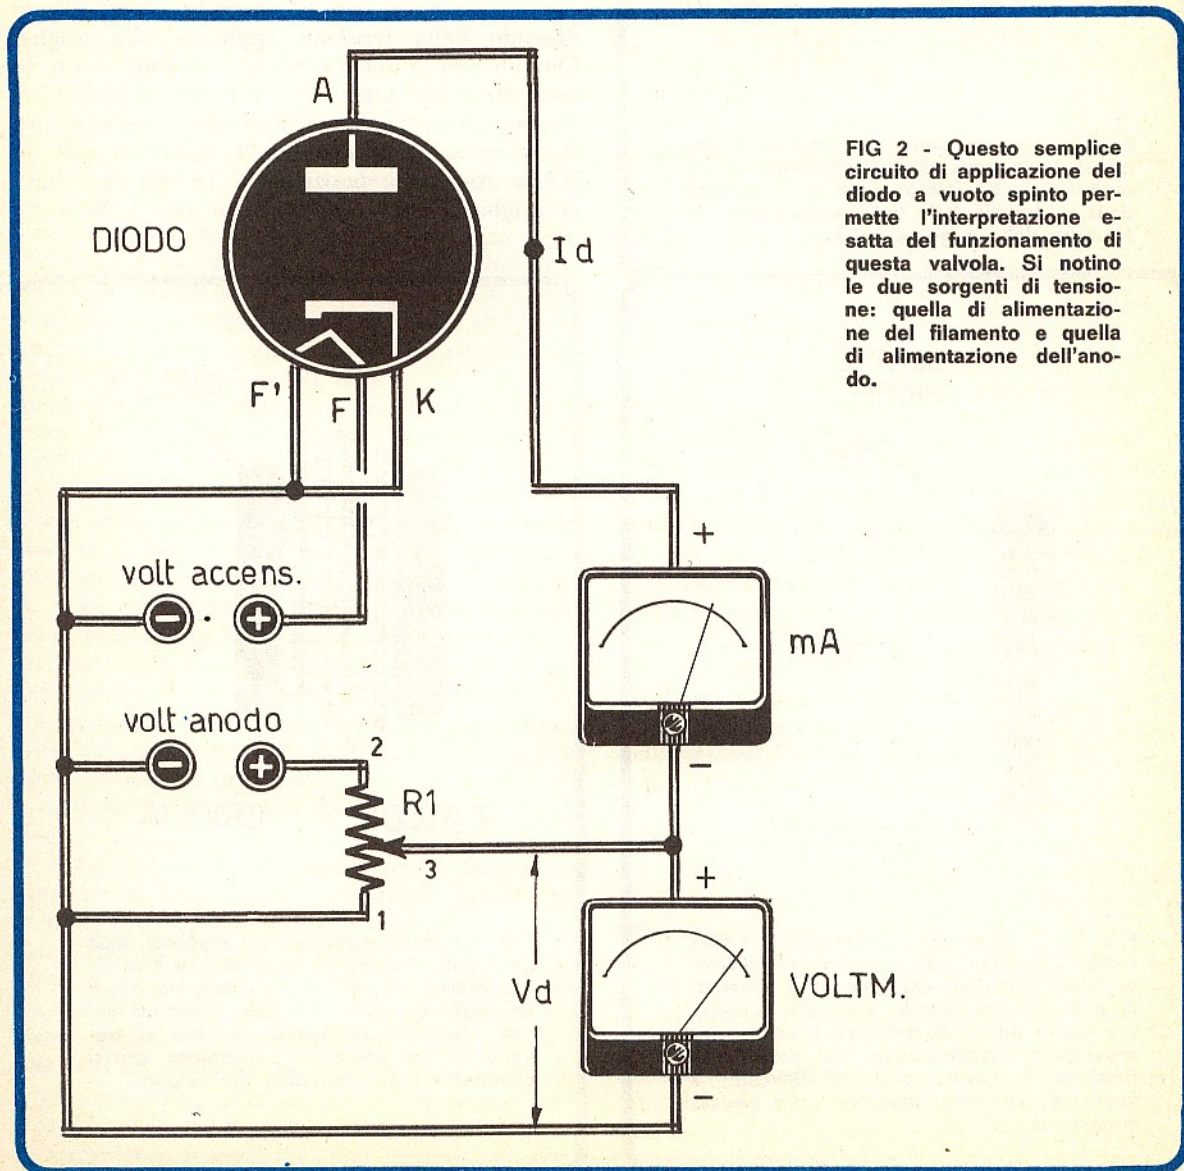 A
DIODO
Id
F'
F
K
FIG 2 - Questo semplice
circuito di applicazione del
diodo a vuoto spinto per-
mette l'interpretazione e-
satta del funzionamento di
questa valvola. Si notino
le due sorgenti di tensio-
ne: quella di alimentazio-
ne del filamento e quella
di alimentazione dell'ano-
do.
volt accens.
- +
+
mA
-
volt anodo
- +
2
R1
3
1
+
Vd
VOLTM.
-